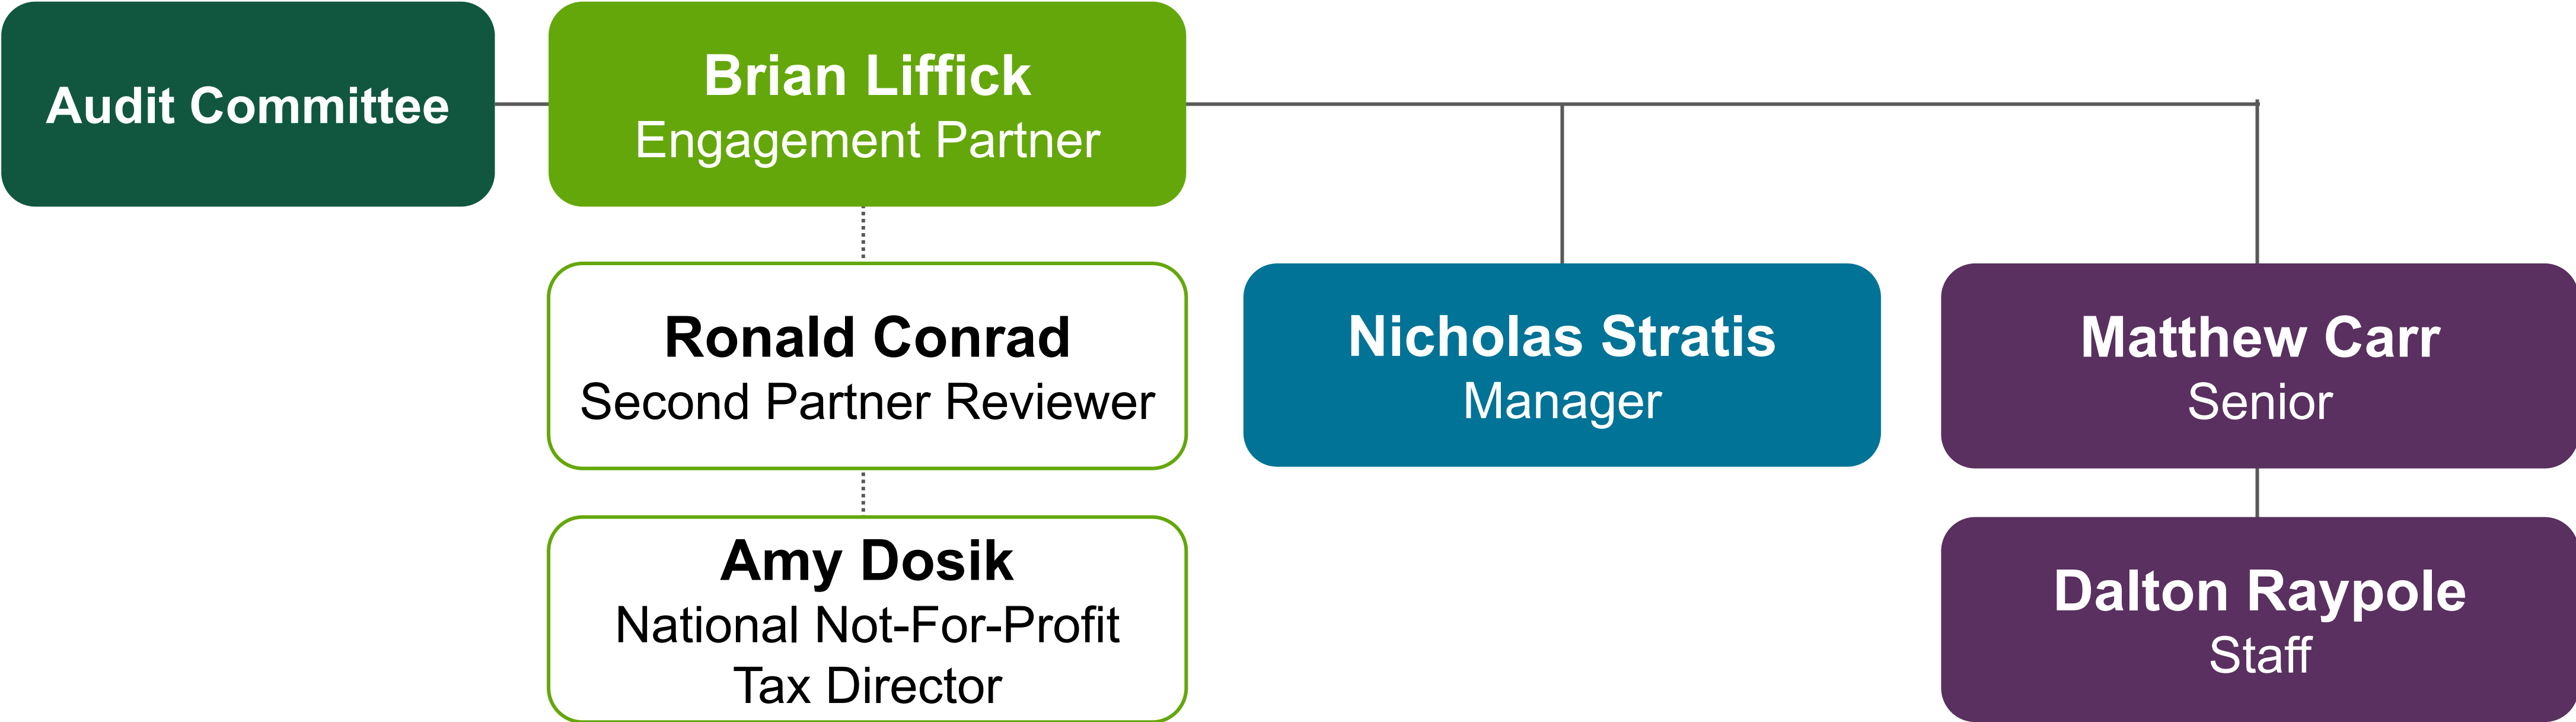 Audit Committee
Brian Liffick
Engagement Partner
Ronald Conrad
Second Partner Reviewer
Amy Dosik
National Not-For-Profit
Tax Director
Nicholas Stratis
Manager
Matthew Carr
Senior
Dalton Raypole
Staff